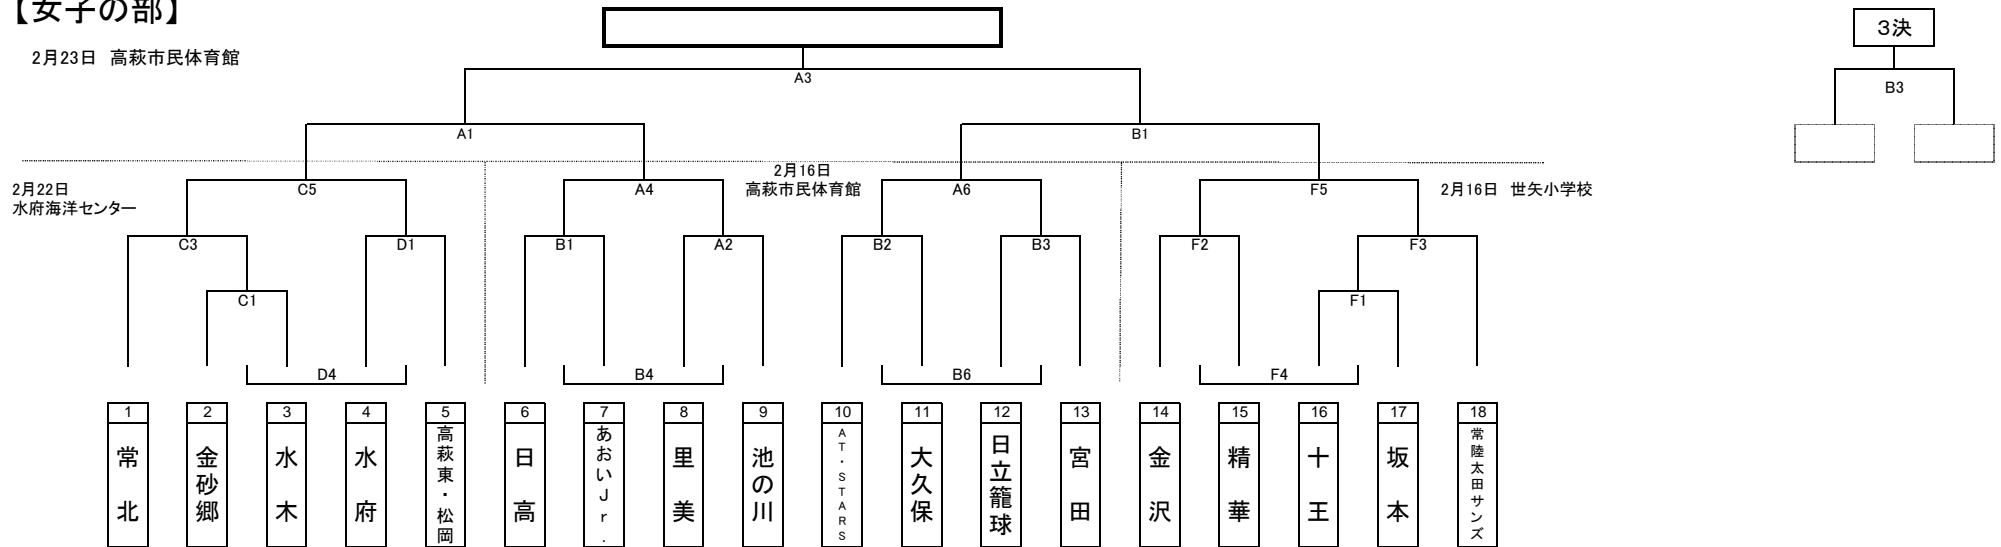 【女子の部】
3決
2月23日 高萩市民体育館
A3
B3
A1
B1
2月16日
高萩市民体育館
2月22日
水府海洋センター
C5
A4
A6
F5
2月16日 世矢小学校
C3
D1
B1
A2
B2
B3
F2
F3
C1
F1
D4
B4
B6
F4
1
2
3
4
5
6
7
8
9
10
11
12
13
14
15
16
17
18
常北
金砂郷
水木
水府
高萩東・松岡
日高
あおいJr.
里美
池の川
AT・STARS
大久保
日立籠球
宮田
金沢
精華
十王
坂本
常陸太田サンズ